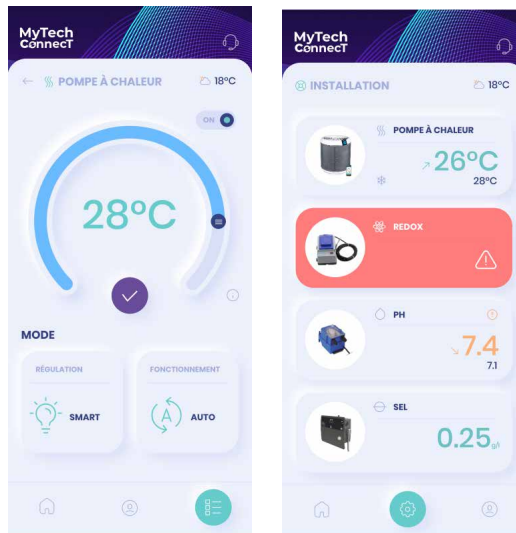 MyTech
ConnecT
POMPE À CHALEUR
18°C
ON
28°C
MODE
RÉGULATION
SMART
FONCTIONNEMENT
A
AUTO
MyTech
ConnecT
INSTALLATION
18°C
POMPE À CHALEUR
26°C
28°C
REDOX
PH
7.4
7.1
SEL
0.25 g/l